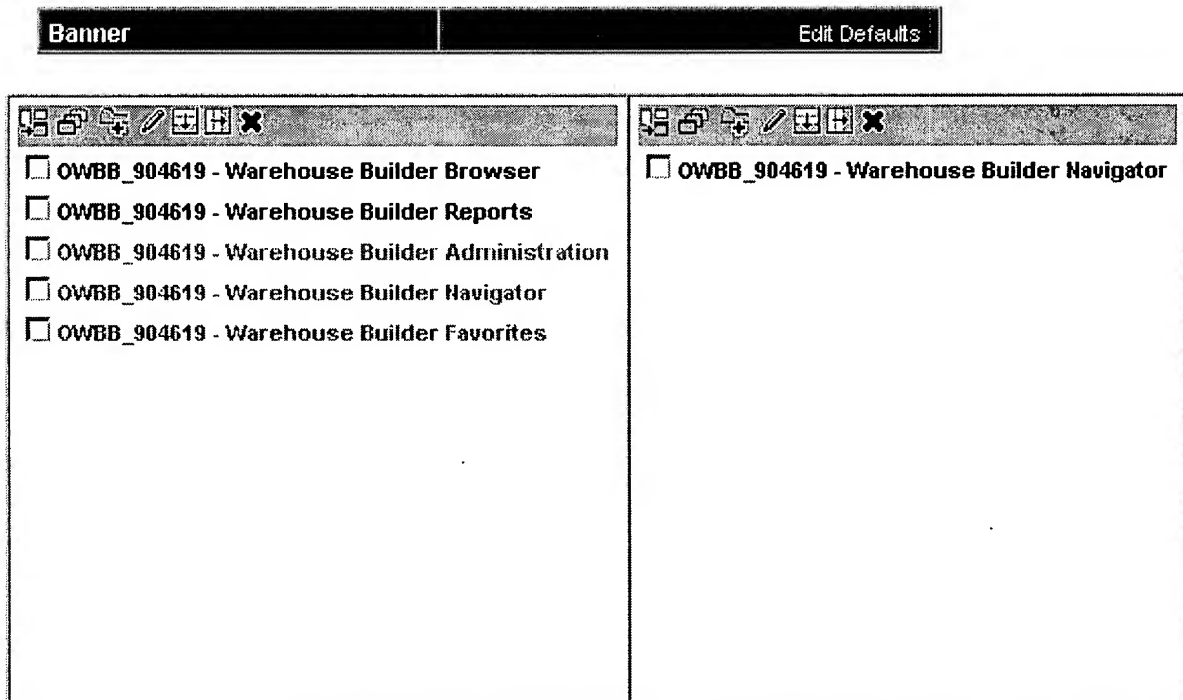 Banner
Edit Defaults
OWBB_904619 - Warehouse Builder Browser
OWBB_904619 - Warehouse Builder Reports
OWBB_904619 - Warehouse Builder Administration
OWBB_904619 - Warehouse Builder Navigator
OWBB_904619 - Warehouse Builder Favorites
OWBB_904619 - Warehouse Builder Navigator